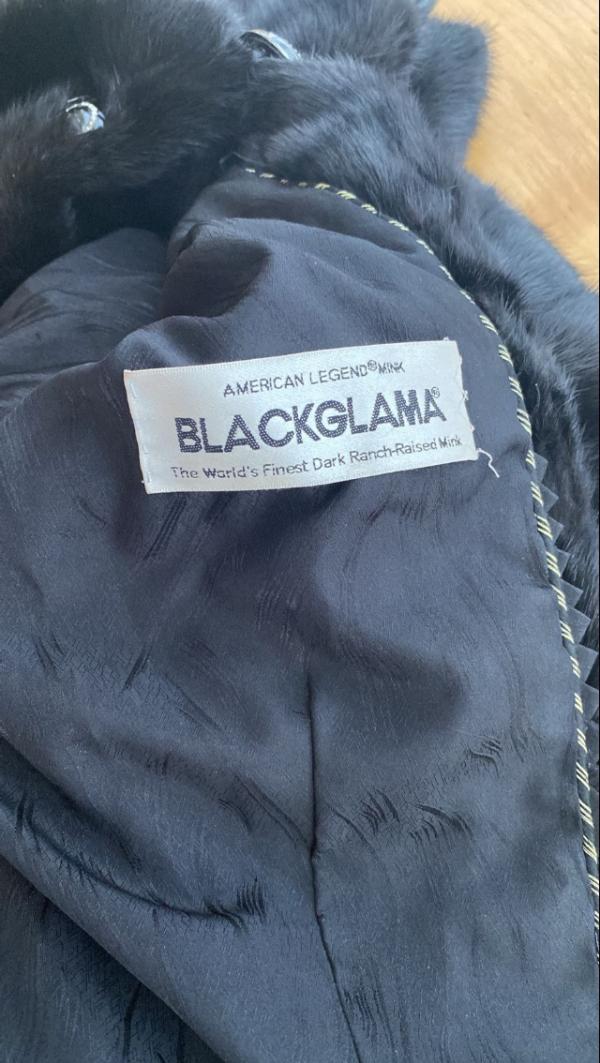 AMERICAN LEGEND® MINK
BLACKGLAMA®
The World's Finest Dark Ranch-Raised Mink